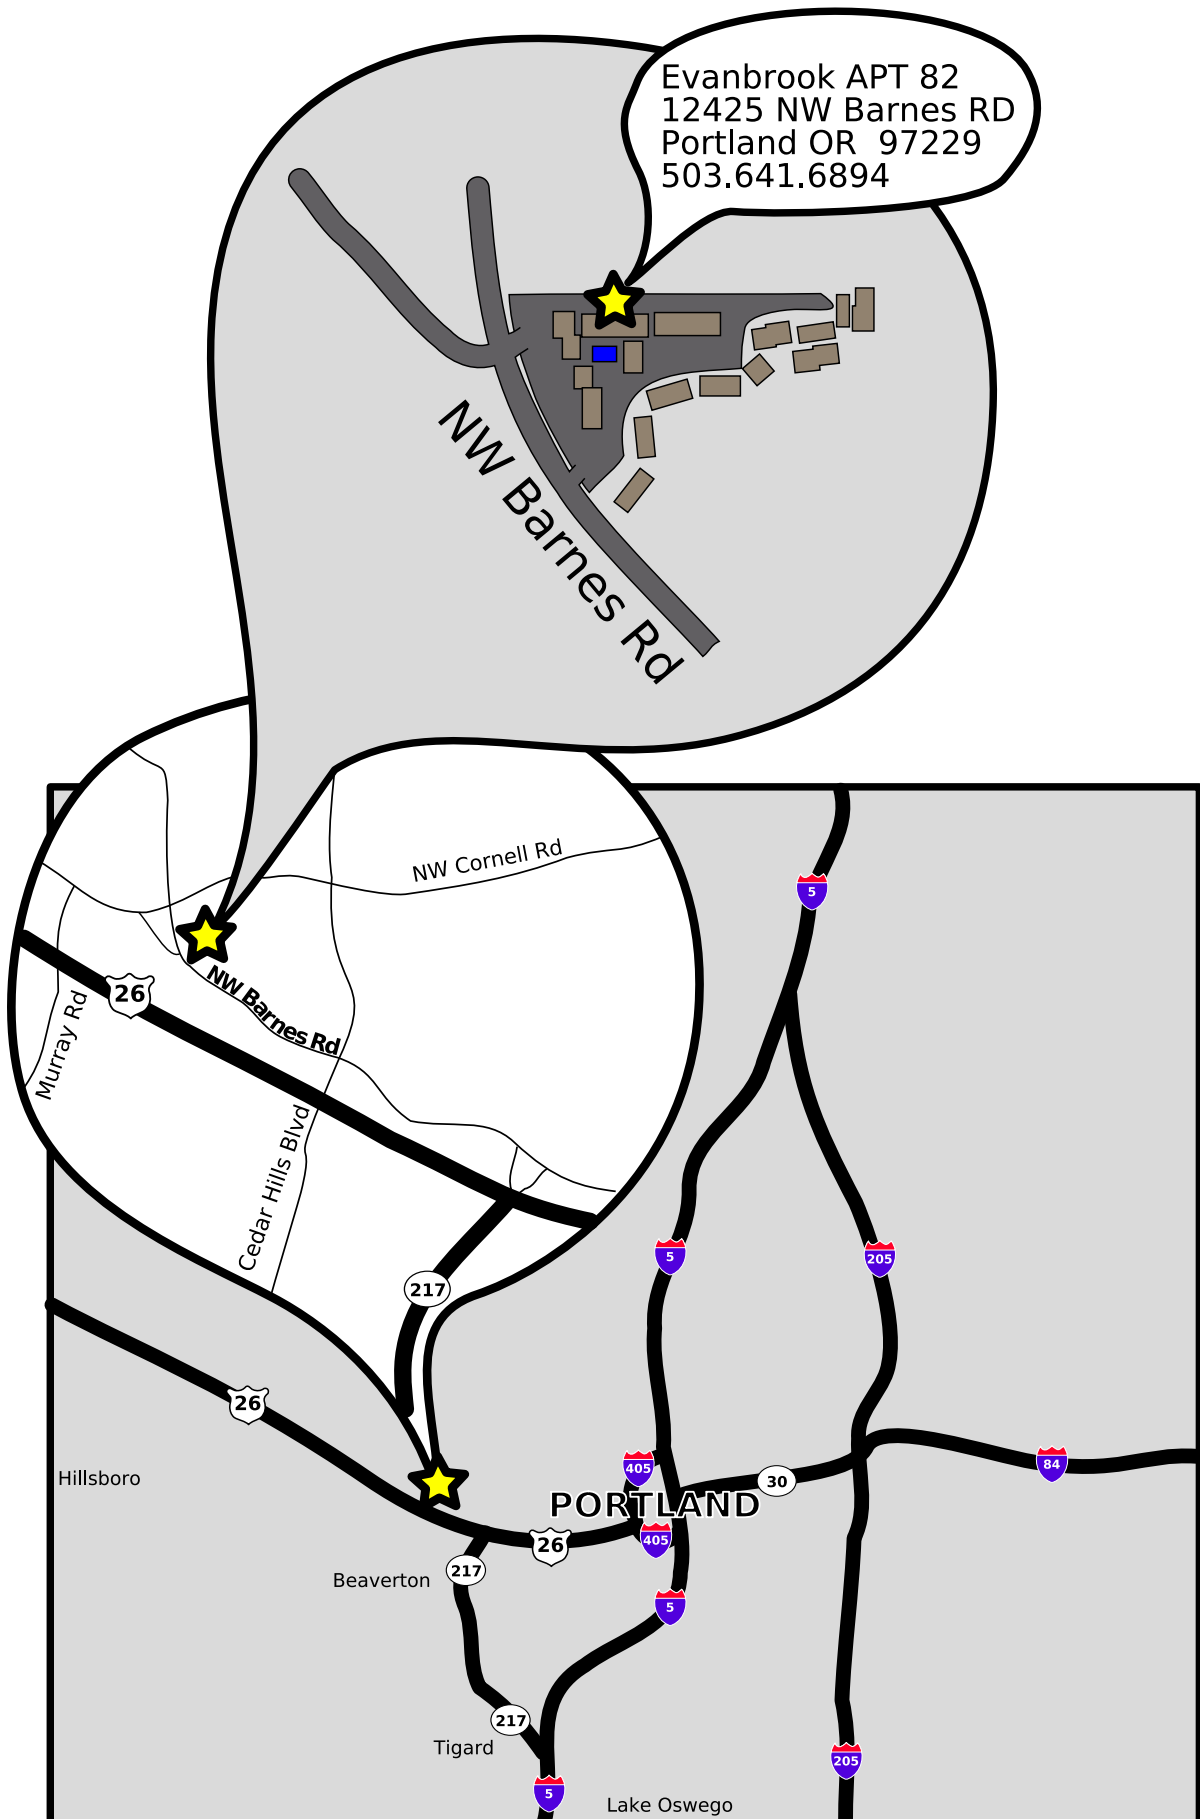 Evanbrook APT 82
12425 NW Barnes RD
Portland OR 97229
503.641.6894
NW Barnes Rd
NW Cornell Rd
5
26
NW Barnes Rd
Murray Rd
Cedar Hills Blvd
5
205
217
26
Hillsboro
405
84
30
PORTLAND
405
26
217
Beaverton
5
217
Tigard
205
5
Lake Oswego